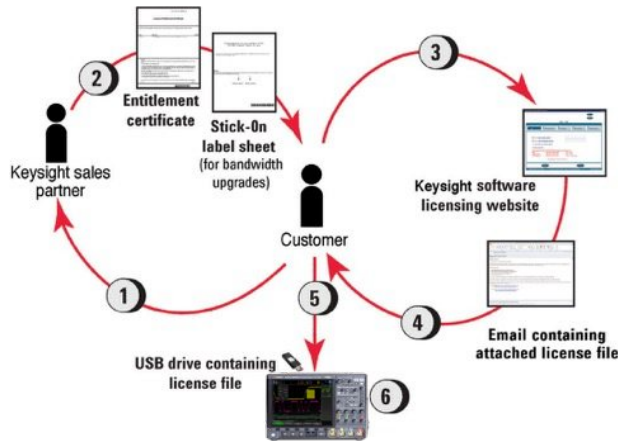 2
3
Entitlement
certificate
Stick-On
label sheet
(for bandwidth
upgrades)
Keysight sales
partner
Keysight software
licensing website
Customer
1
5
4
Email containing
attached license file
USB drive containing
license file
6